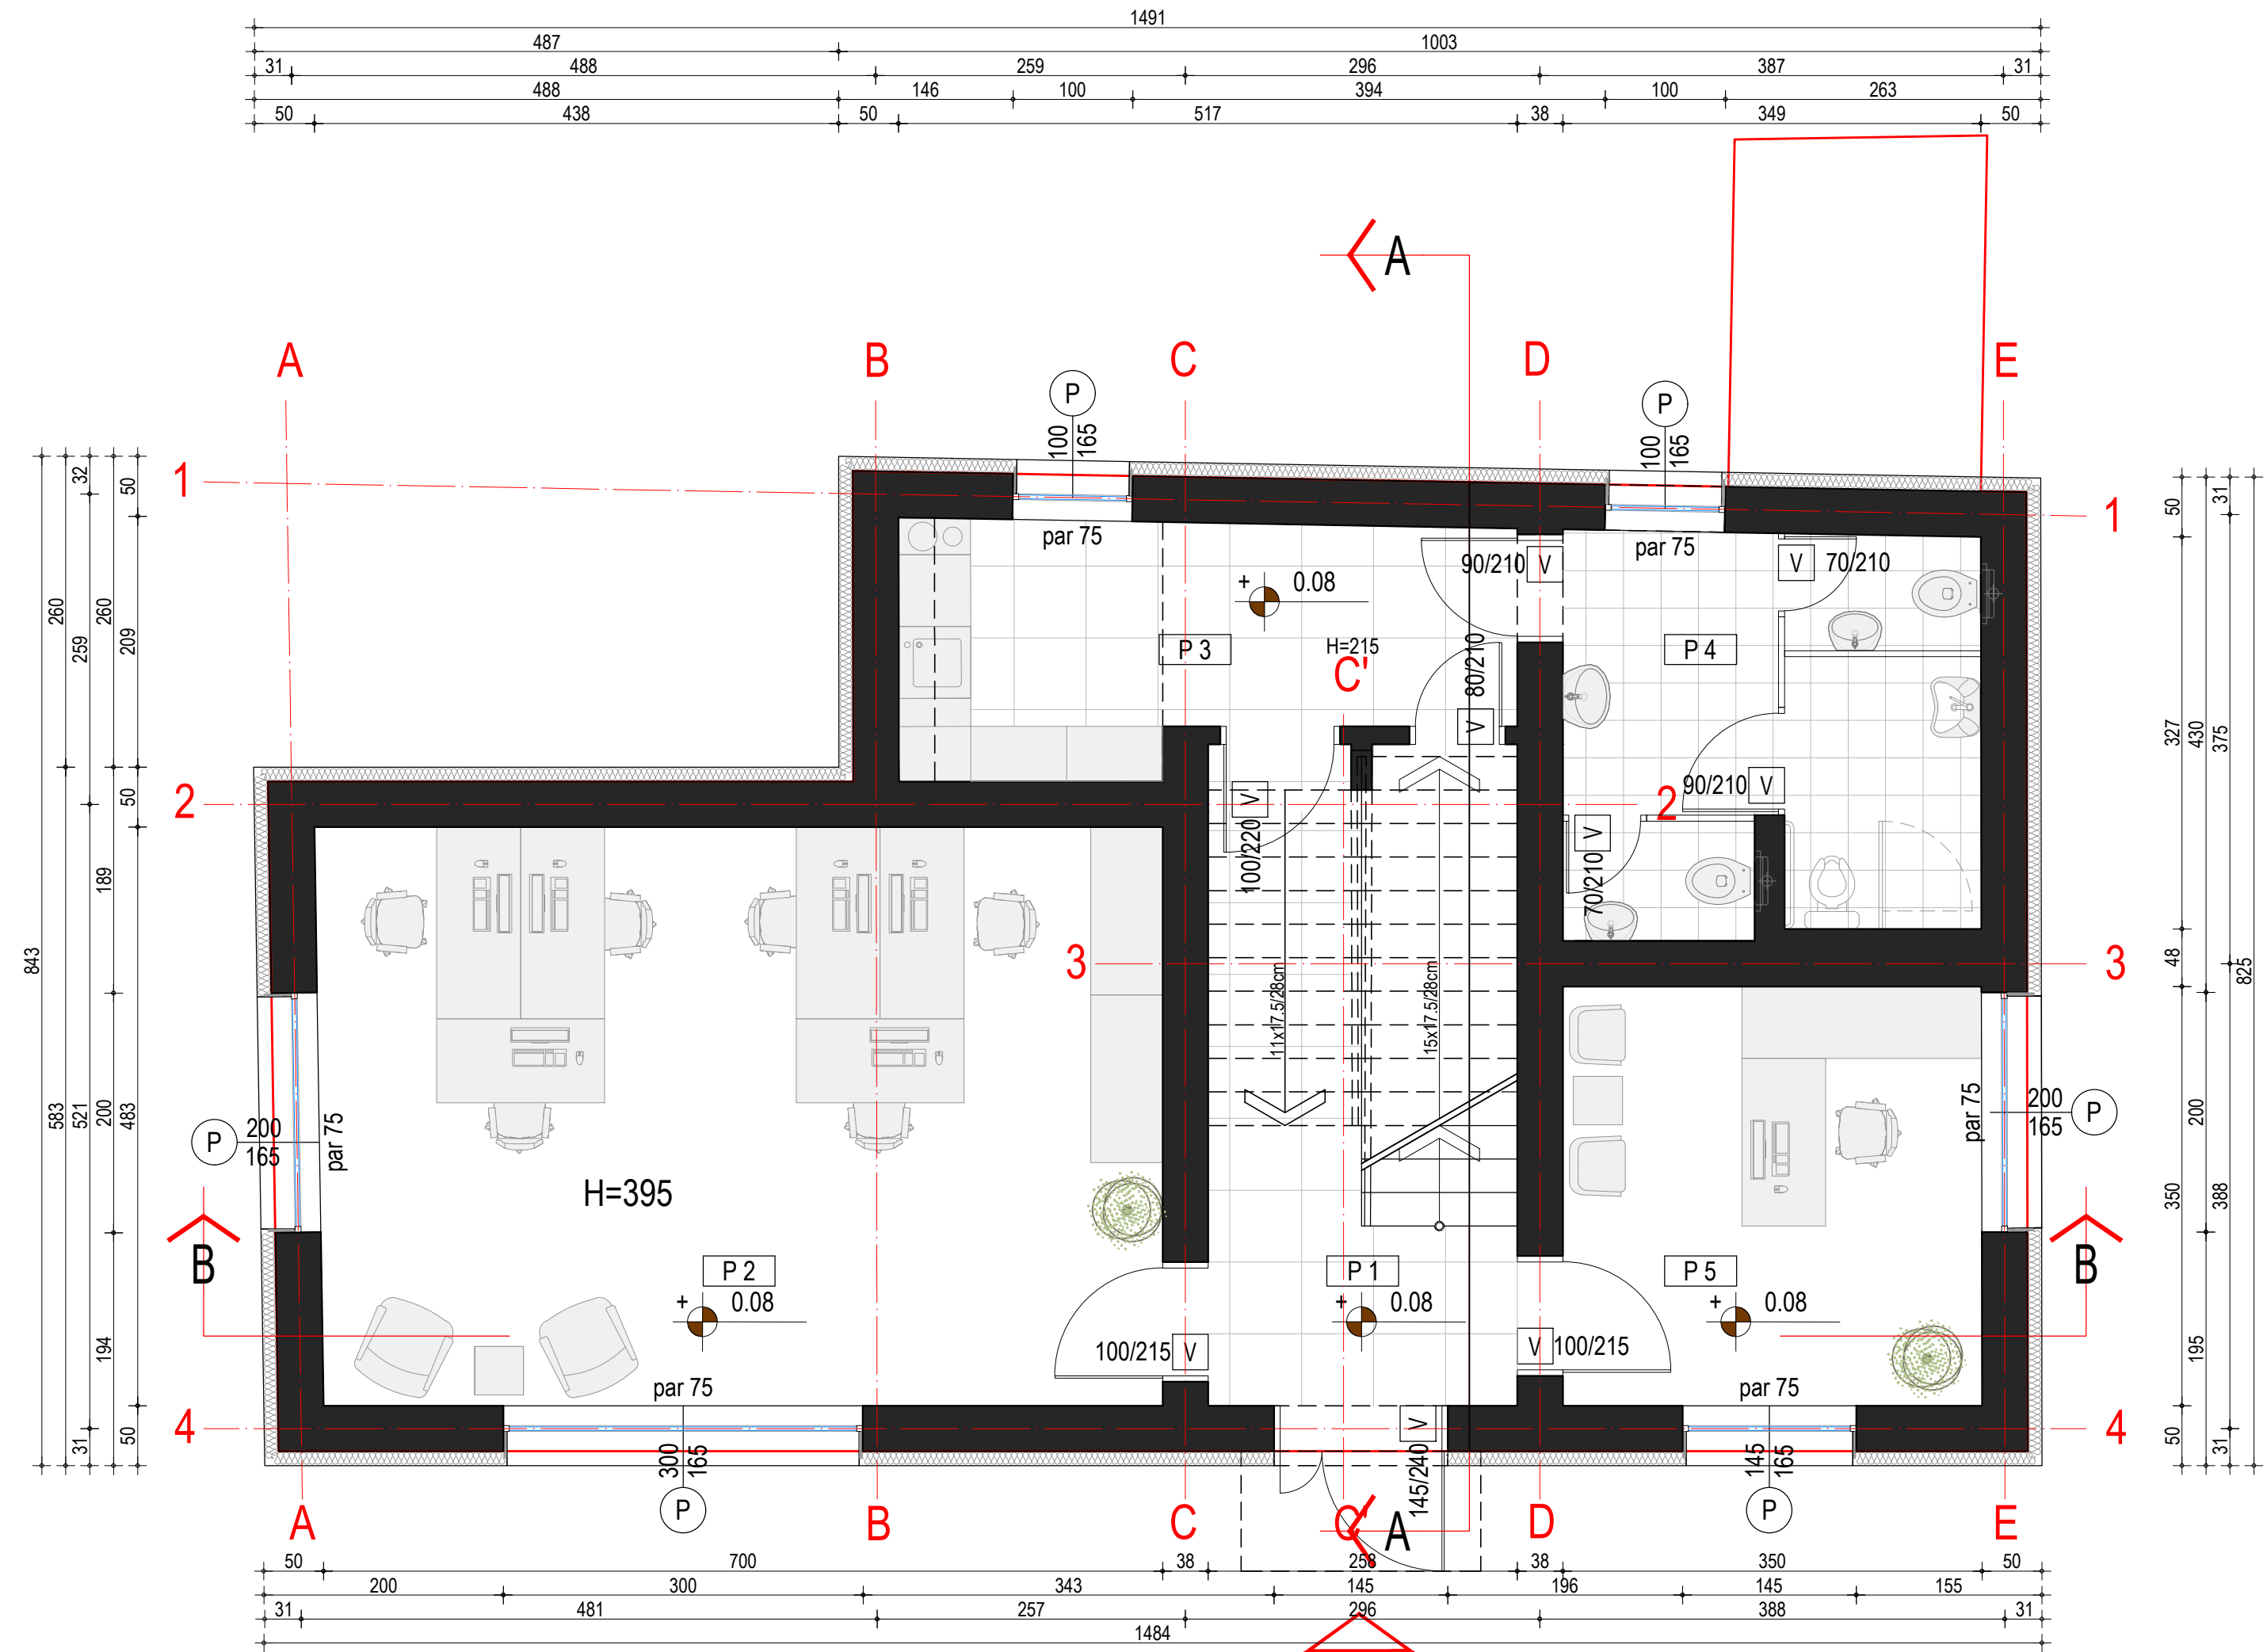 1491
487 1003
31 488 259 296 387 31
488 146 100 394 100 263
50 438 50 517 38 349 50
A
A B C D E
P P
100 165 100 165
1 1
par 75 par 75
90/210 V V 70/210
+ 0.08
P 3 H=215 80/210 P 4
C'
V
90/210 V
2 2
V 100/220
V 70/210
3 3
11x17.5/28cm 15x17.5/28cm
P 200 165 par 75
par 75 200 165 P
H=395
B B
P 2 P 1 P 5
+ 0.08 + 0.08 + 0.08
100/215 V V 100/215
par 75 par 75
4 4
V 145/240
300 165 145 165
P P
A B C C' A D E
50 700 38 258 38 350 50
200 300 343 145 196 145 155
31 481 257 296 388 31
1484
843
260 583
32 259 521 31
260 189 200 194
50 209 50 483 50
50 327 48 350 50
430 200 195
31 375 388 31
825